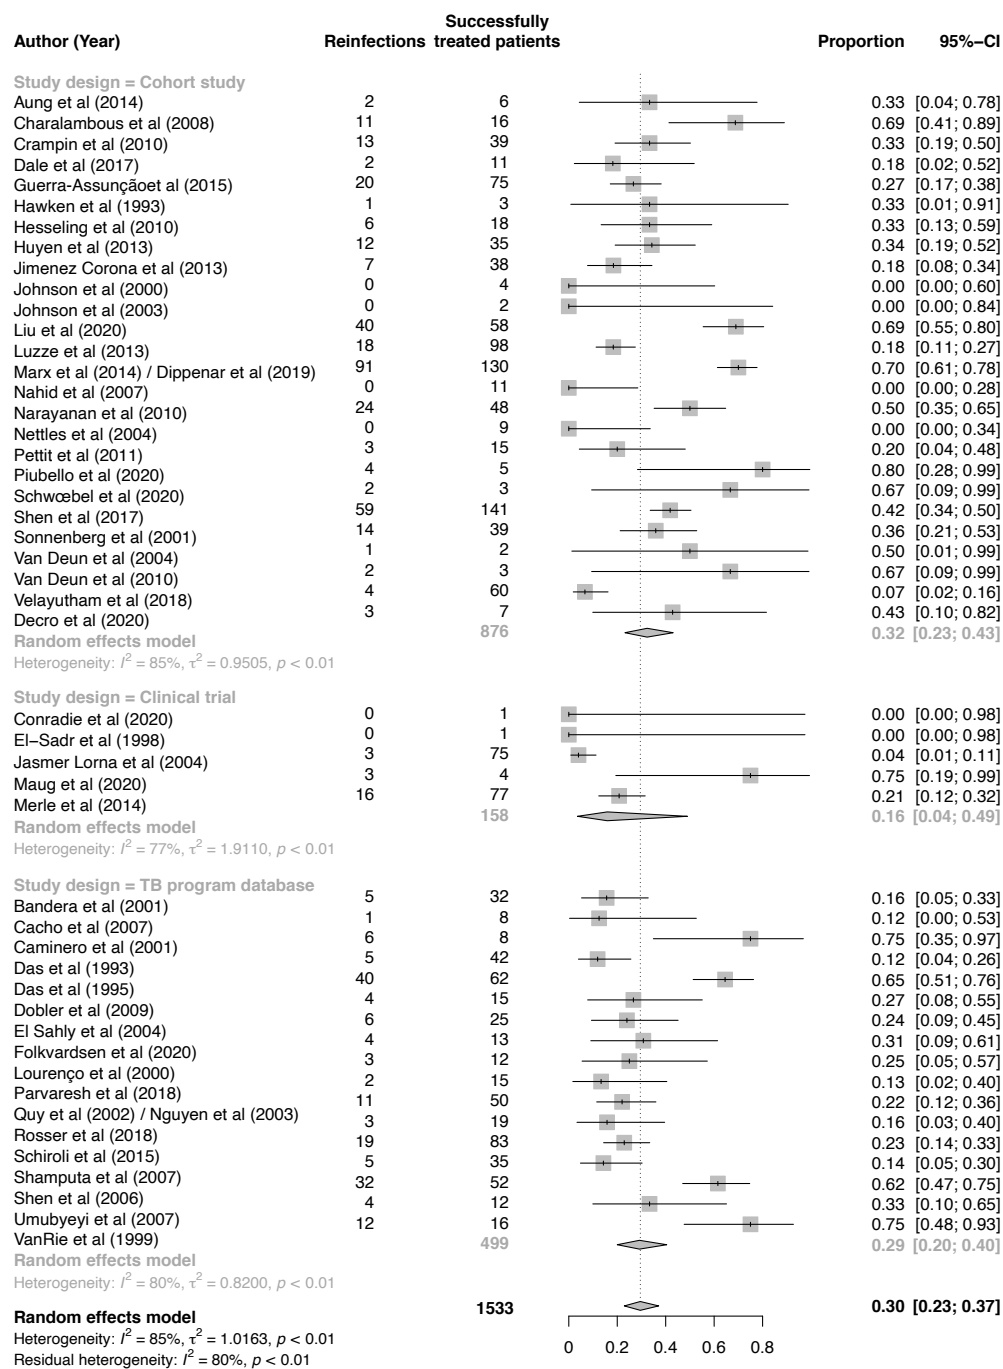 Successfully
Author (Year) Reinfections treated patients Proportion 95%−CI
Study design = Cohort study
Aung et al (2014) 2 6 0.33 [0.04; 0.78]
Charalambous et al (2008) 11 16 0.69 [0.41; 0.89]
Crampin et al (2010) 13 39 0.33 [0.19; 0.50]
Dale et al (2017) 2 11 0.18 [0.02; 0.52]
Guerra-Assunçãoet al (2015) 20 75 0.27 [0.17; 0.38]
Hawken et al (1993) 1 3 0.33 [0.01; 0.91]
Hesseling et al (2010) 6 18 0.33 [0.13; 0.59]
Huyen et al (2013) 12 35 0.34 [0.19; 0.52]
Jimenez Corona et al (2013) 7 38 0.18 [0.08; 0.34]
Johnson et al (2000) 0 4 0.00 [0.00; 0.60]
Johnson et al (2003) 0 2 0.00 [0.00; 0.84]
Liu et al (2020) 40 58 0.69 [0.55; 0.80]
Luzze et al (2013) 18 98 0.18 [0.11; 0.27]
Marx et al (2014) / Dippenar et al (2019) 91 130 0.70 [0.61; 0.78]
Nahid et al (2007) 0 11 0.00 [0.00; 0.28]
Narayanan et al (2010) 24 48 0.50 [0.35; 0.65]
Nettles et al (2004) 0 9 0.00 [0.00; 0.34]
Pettit et al (2011) 3 15 0.20 [0.04; 0.48]
Piubello et al (2020) 4 5 0.80 [0.28; 0.99]
Schwœbel et al (2020) 2 3 0.67 [0.09; 0.99]
Shen et al (2017) 59 141 0.42 [0.34; 0.50]
Sonnenberg et al (2001) 14 39 0.36 [0.21; 0.53]
Van Deun et al (2004) 1 2 0.50 [0.01; 0.99]
Van Deun et al (2010) 2 3 0.67 [0.09; 0.99]
Velayutham et al (2018) 4 60 0.07 [0.02; 0.16]
Decro et al (2020) 3 7 0.43 [0.10; 0.82]
Random effects model 876 0.32 [0.23; 0.43]
Heterogeneity: I² = 85%, τ² = 0.9505, p < 0.01
Study design = Clinical trial
Conradie et al (2020) 0 1 0.00 [0.00; 0.98]
El−Sadr et al (1998) 0 1 0.00 [0.00; 0.98]
Jasmer Lorna et al (2004) 3 75 0.04 [0.01; 0.11]
Maug et al (2020) 3 4 0.75 [0.19; 0.99]
Merle et al (2014) 16 77 0.21 [0.12; 0.32]
Random effects model 158 0.16 [0.04; 0.49]
Heterogeneity: I² = 77%, τ² = 1.9110, p < 0.01
Study design = TB program database
Bandera et al (2001) 5 32 0.16 [0.05; 0.33]
Cacho et al (2007) 1 8 0.12 [0.00; 0.53]
Caminero et al (2001) 6 8 0.75 [0.35; 0.97]
Das et al (1993) 5 42 0.12 [0.04; 0.26]
Das et al (1995) 40 62 0.65 [0.51; 0.76]
Dobler et al (2009) 4 15 0.27 [0.08; 0.55]
El Sahly et al (2004) 6 25 0.24 [0.09; 0.45]
Folkvardsen et al (2020) 4 13 0.31 [0.09; 0.61]
Lourenço et al (2000) 3 12 0.25 [0.05; 0.57]
Parvaresh et al (2018) 2 15 0.13 [0.02; 0.40]
Quy et al (2002) / Nguyen et al (2003) 11 50 0.22 [0.12; 0.36]
Rosser et al (2018) 3 19 0.16 [0.03; 0.40]
Schiroli et al (2015) 19 83 0.23 [0.14; 0.33]
Shamputa et al (2007) 5 35 0.14 [0.05; 0.30]
Shen et al (2006) 32 52 0.62 [0.47; 0.75]
Umubyeyi et al (2007) 4 12 0.33 [0.10; 0.65]
VanRie et al (1999) 12 16 0.75 [0.48; 0.93]
Random effects model 499 0.29 [0.20; 0.40]
Heterogeneity: I² = 80%, τ² = 0.8200, p < 0.01
Random effects model 1533 0.30 [0.23; 0.37]
Heterogeneity: I² = 85%, τ² = 1.0163, p < 0.01
Residual heterogeneity: I² = 80%, p < 0.01
0 0.2 0.4 0.6 0.8